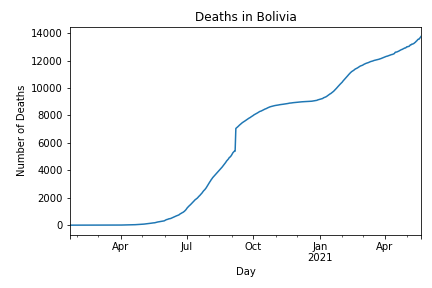 Deaths in Bolivia
14000
12000
10000
8000
6000
4000
2000
0
Number of Deaths
Apr
Jul
Oct
Jan
2021
Apr
Day